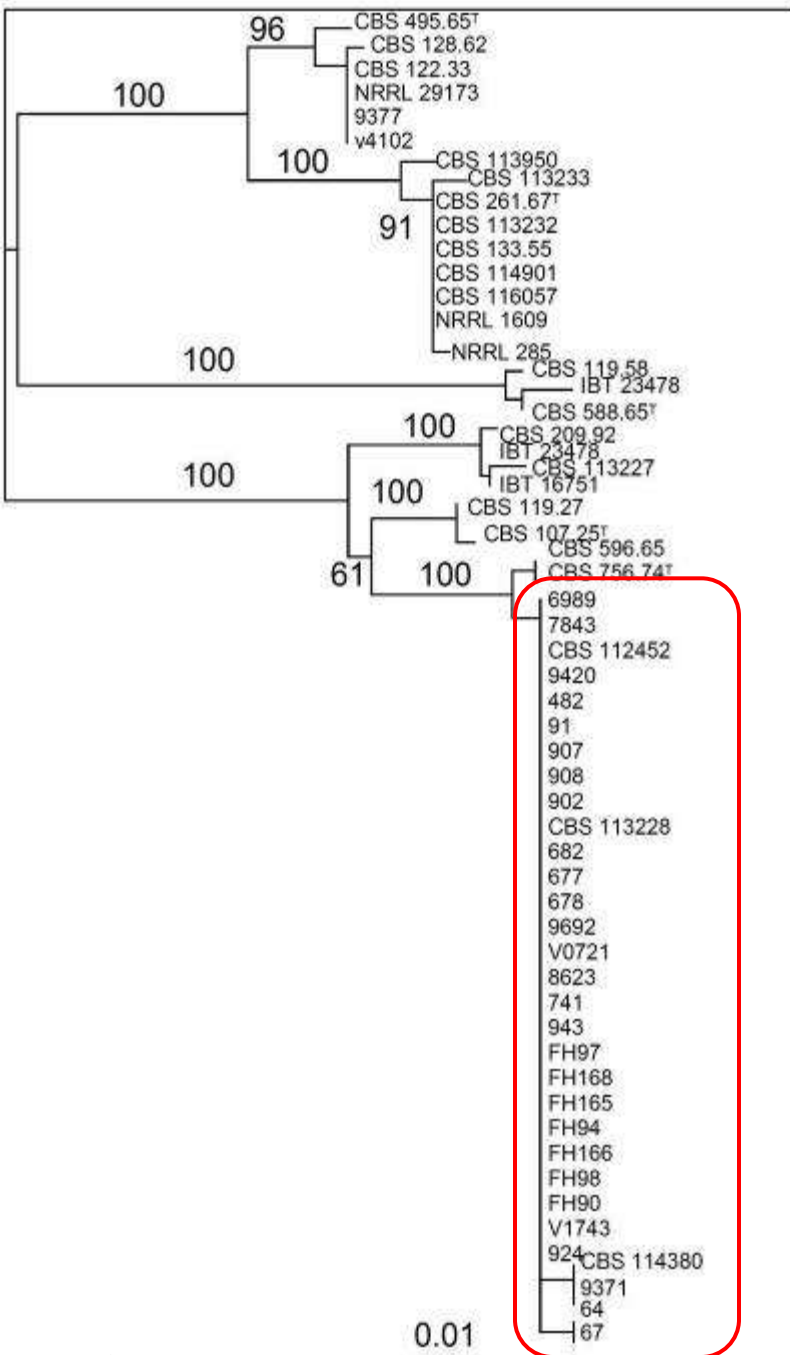 CBS 495.65ᵀ
96
CBS 128.62
CBS 122.33
NRRL 29173
100
9377
v4102
CBS 113950
100
CBS 113233
CBS 261.67ᵀ
91
CBS 113232
CBS 133.55
CBS 114901
CBS 116057
NRRL 1609
NRRL 285
100
CBS 119.58
IBT 23478
CBS 588.65ᵀ
100
CBS 209.92
IBT 23478
CBS 113227
100
IBT 16751
100
CBS 119.27
CBS 107.25ᵀ
CBS 596.65
61
100
CBS 756.74ᵀ
6989
7843
CBS 112452
9420
482
91
907
908
902
CBS 113228
682
677
678
9692
V0721
8623
741
943
FH97
FH168
FH165
FH94
FH166
FH98
FH90
V1743
924
CBS 114380
9371
64
67
0.01